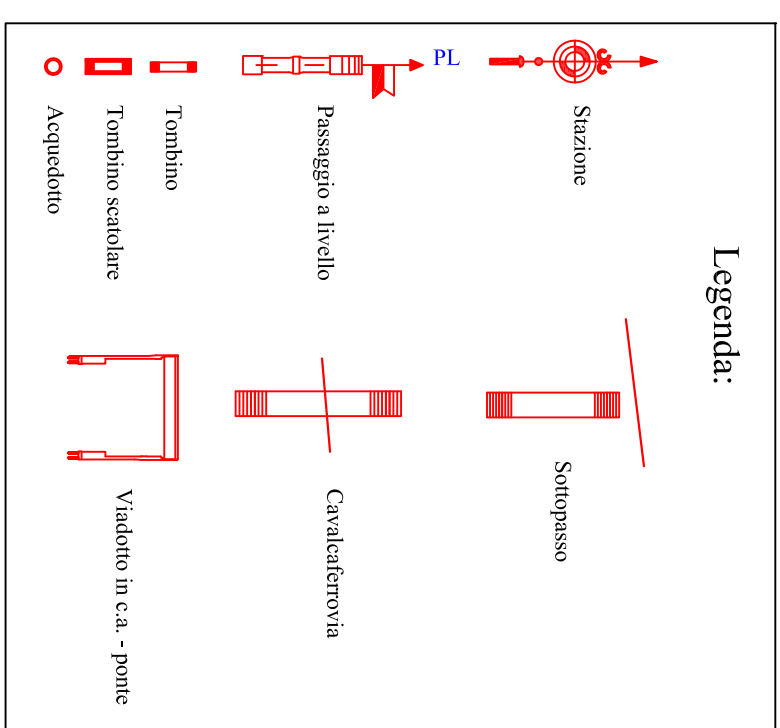 Legenda:
Stazione
Sottopasso
PL
Passaggio a livello
Cavalcaferrovia
Tombino
Viadotto in c.a. - ponte
Tombino scatolare
Acquedotto